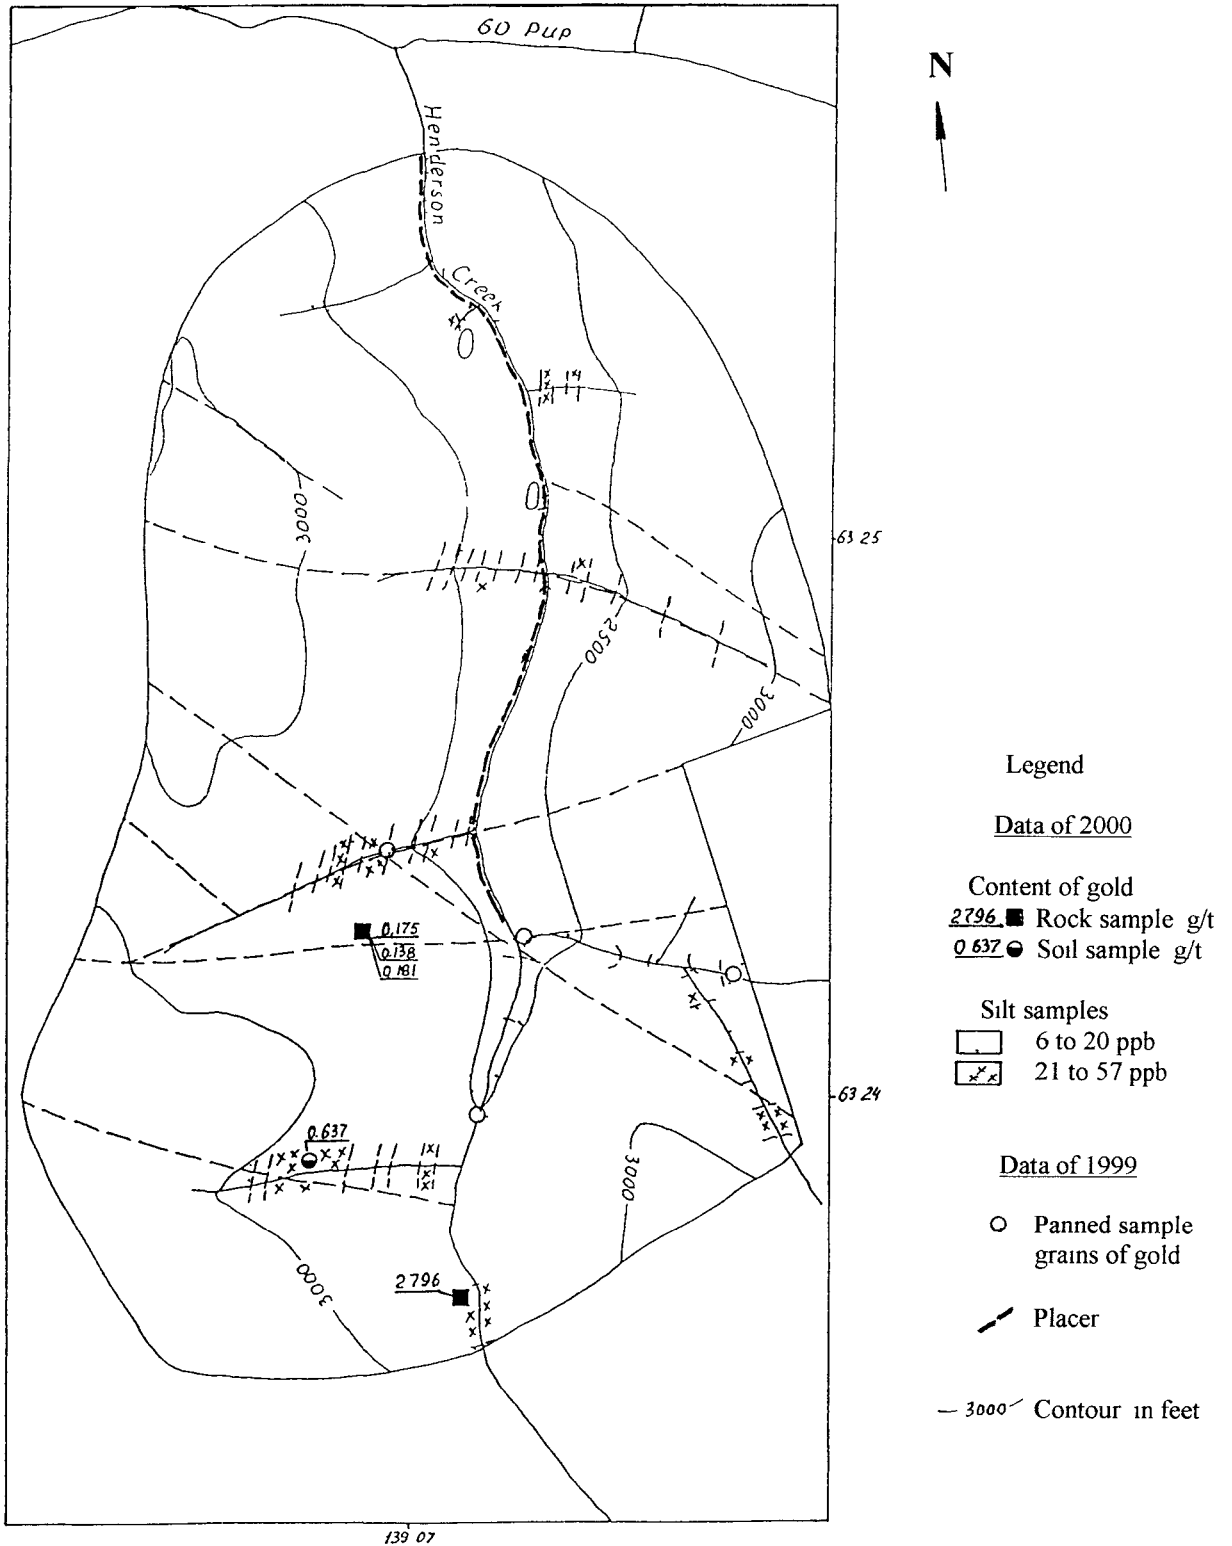 60 Pup
N
Henderson
Creek
3000
63 25
2500
3000
0.175
0.138
0.181
63 24
0.637
3000
2796
3000
139 07
Legend
Data of 2000
Content of gold
2796 Rock sample g/t
0 637 Soil sample g/t
Silt samples
6 to 20 ppb
21 to 57 ppb
Data of 1999
Panned sample
grains of gold
Placer
3000 Contour in feet